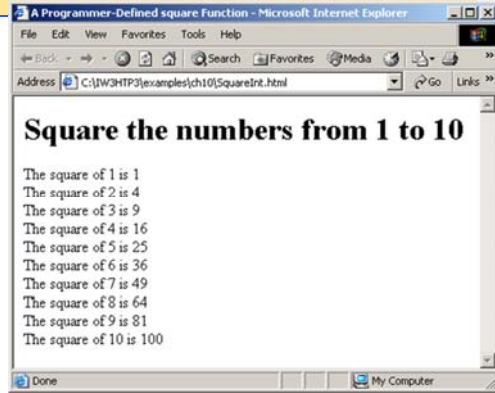 A Programmer-Defined square Function - Microsoft Internet Explorer
File Edit View Favorites Tools Help
Back Search Favorites Media »
Address C:\IW3HTP3\examples\ch10\SquareInt.html Go Links »
Square the numbers from 1 to 10
The square of 1 is 1
The square of 2 is 4
The square of 3 is 9
The square of 4 is 16
The square of 5 is 25
The square of 6 is 36
The square of 7 is 49
The square of 8 is 64
The square of 9 is 81
The square of 10 is 100
Done My Computer